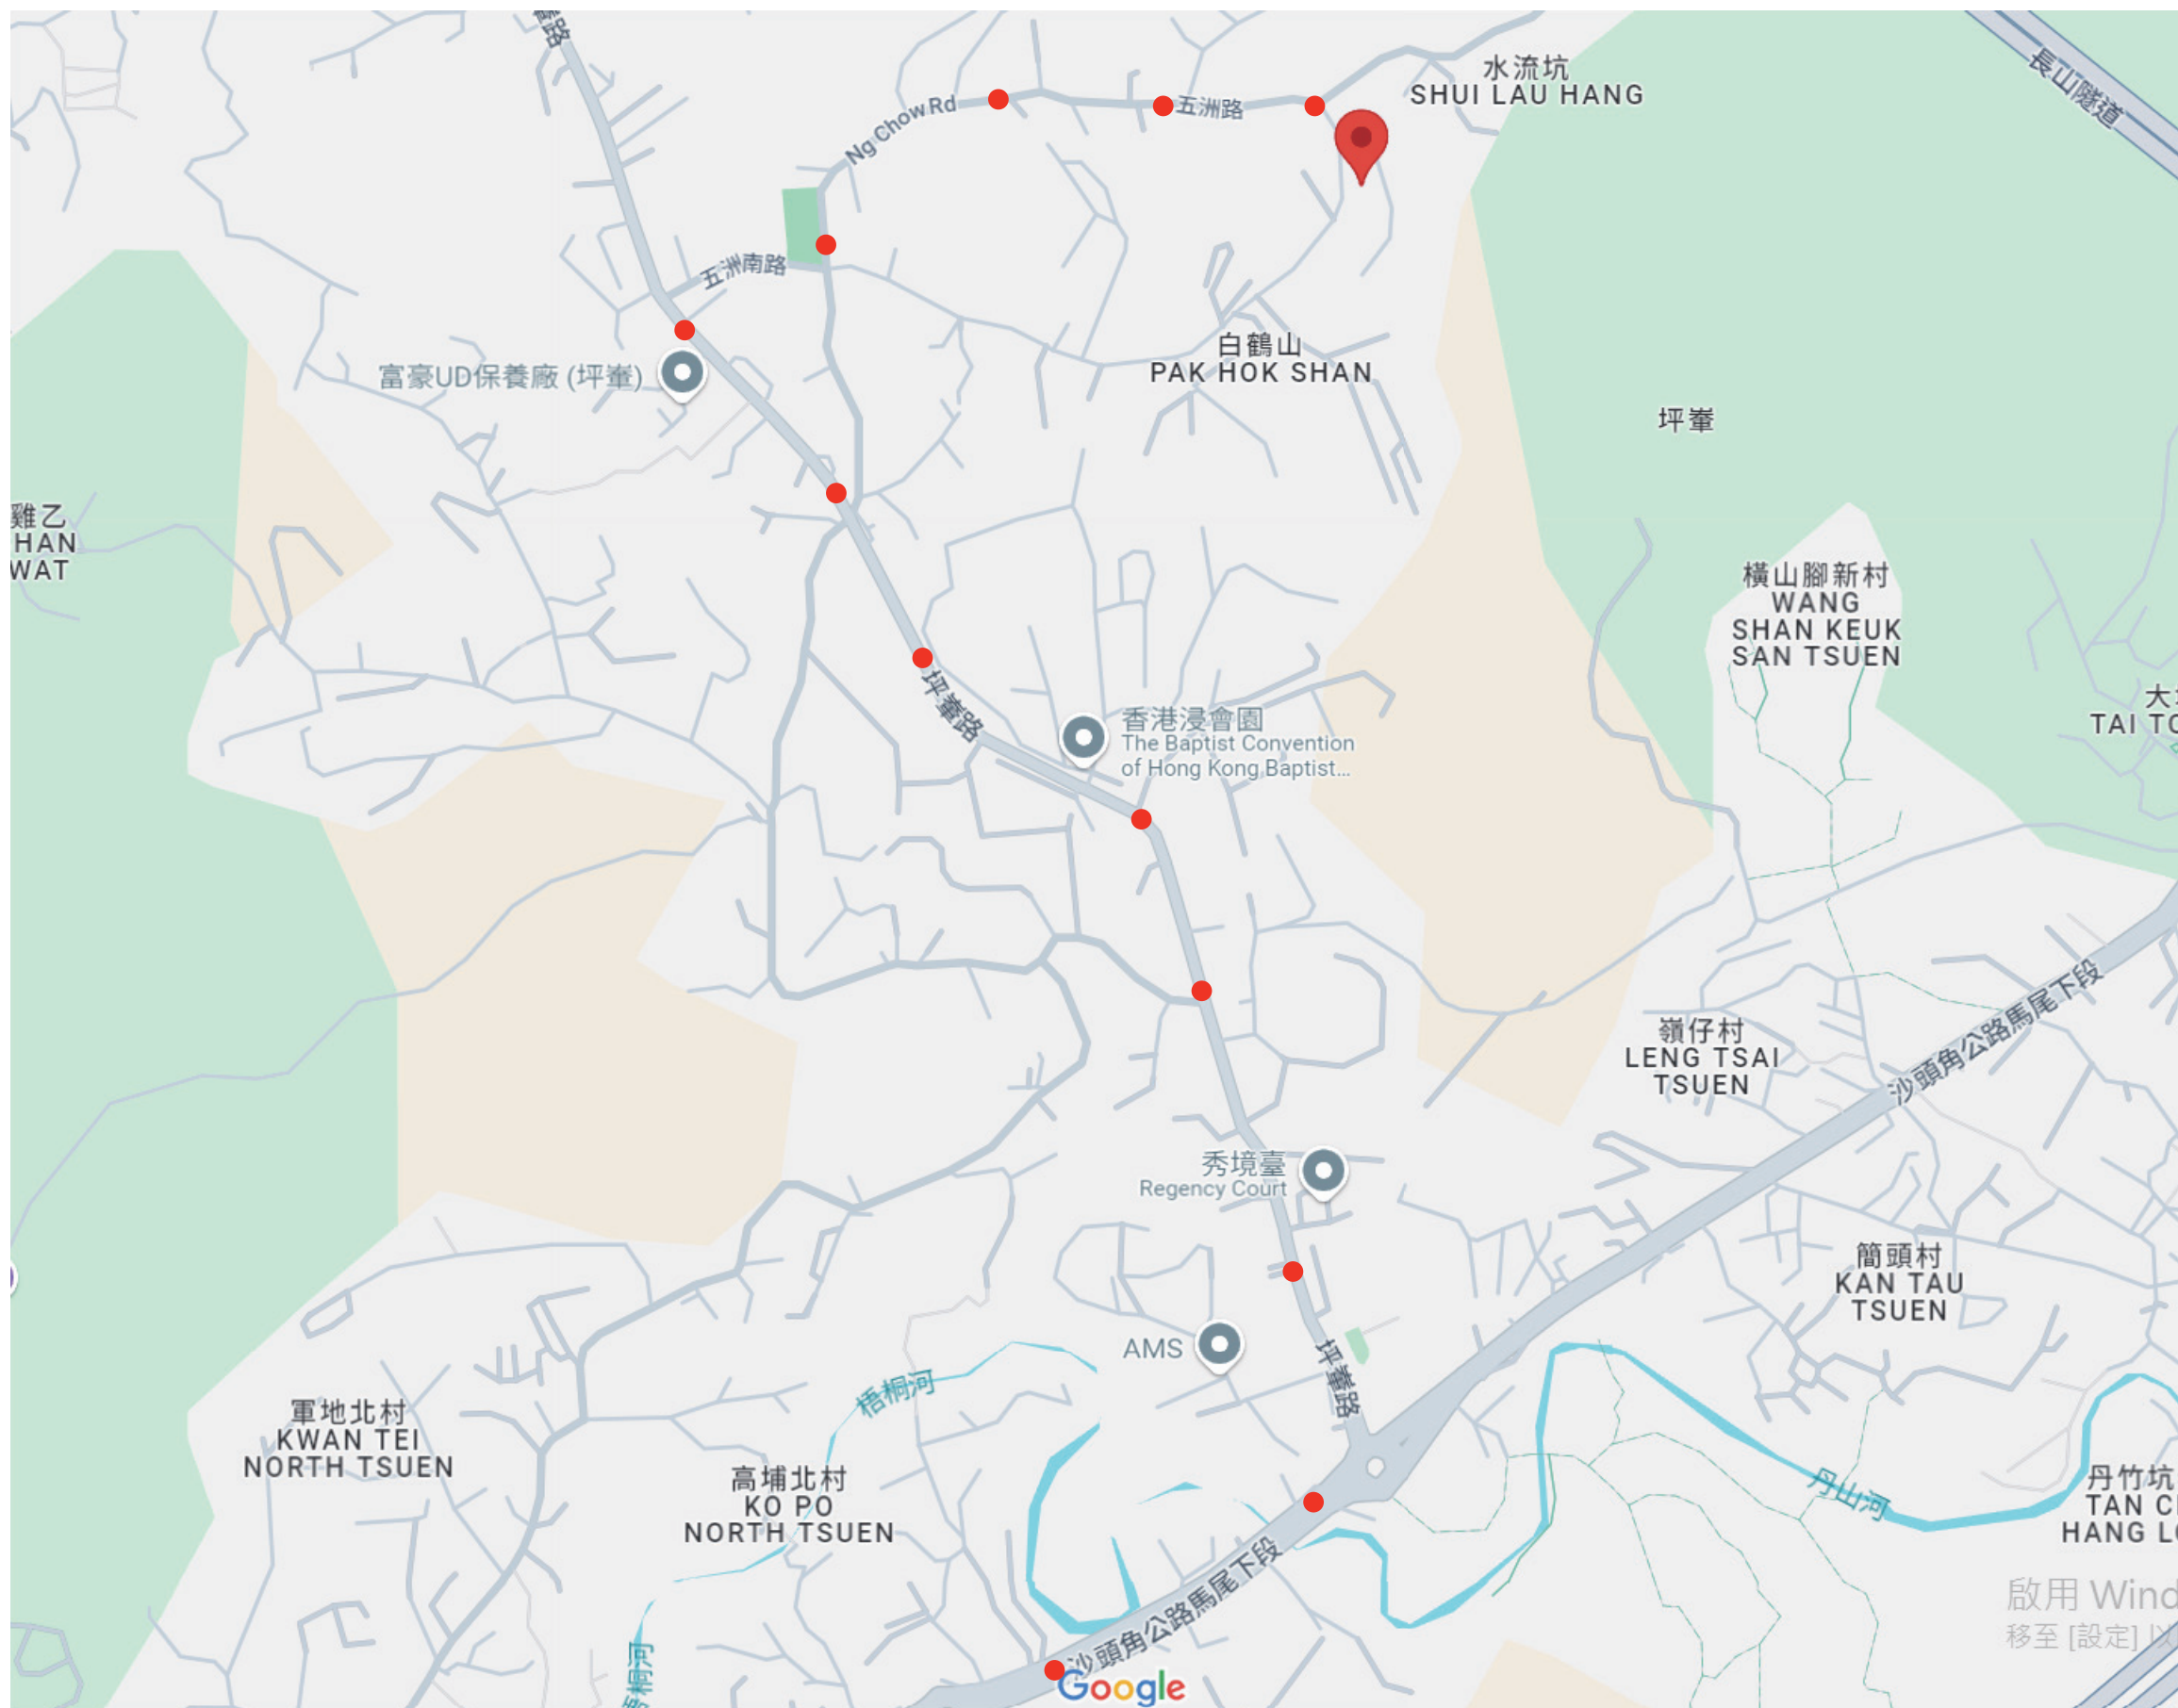 水流坑
SHUI LAU HANG
長山隧道
Ng Chow Rd
五洲路
五洲南路
富豪UD保養廠 (坪輋)
白鶴山
PAK HOK SHAN
坪輋
雞乙
HAN
WAT
橫山腳新村
WANG
SHAN KEUK
SAN TSUEN
坪輋路
香港浸會園
The Baptist Convention
of Hong Kong Baptist...
TAI TO
沙頭角公路馬尾下段
嶺仔村
LENG TSAI
TSUEN
秀境臺
Regency Court
簡頭村
KAN TAU
TSUEN
AMS
坪輋路
梧桐河
軍地北村
KWAN TEI
NORTH TSUEN
高埔北村
KO PO
NORTH TSUEN
丹山河
丹竹坑
TAN C
HANG L
沙頭角公路馬尾下段
梧桐河
啟用 Wind
移至 [設定]
Google